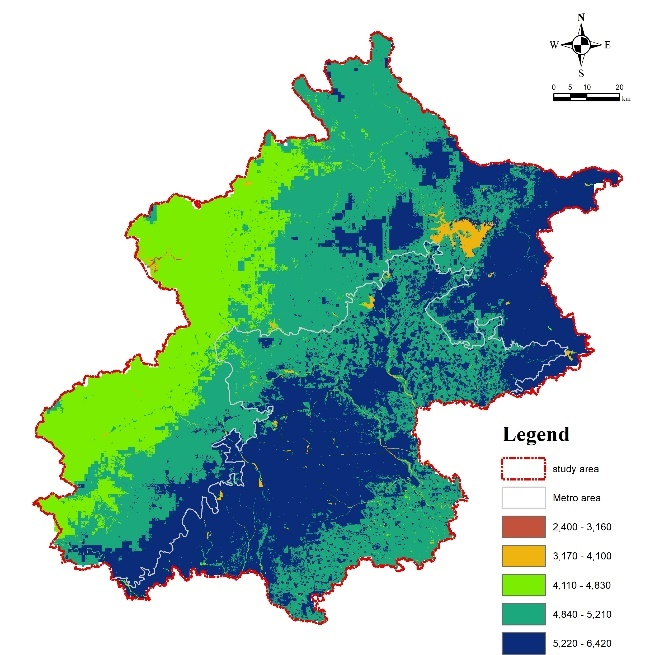 N
W E
S
0 5 10 20
km
Legend
study area
Metro area
2,400 - 3,160
3,170 - 4,100
4,110 - 4,830
4,840 - 5,210
5,220 - 6,420